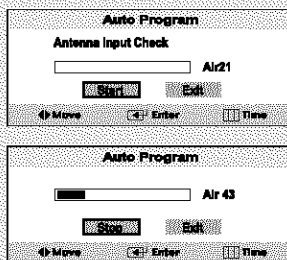 Auto Program
Antenna Input Check
Air21
Start Exit
Move Enter Time
Auto Program
Air 43
Stop Exit
Move Enter Time